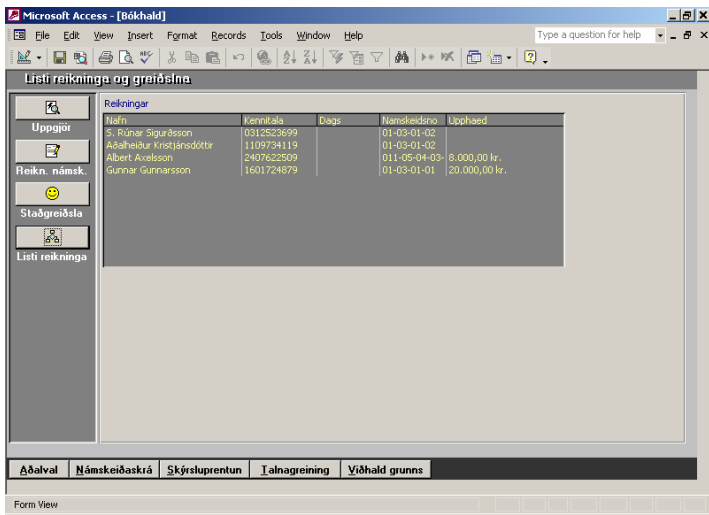 Microsoft Access - [Bókhald]
File Edit View Insert Format Records Tools Window Help Type a question for help
Listi reikninga og greiðslna
Uppgjör
Reikn. námsk.
Staðgreiðsla
Listi reikninga
Reikningar
Nafn Kennitala Dags Namskeidsno Upphaed
S. Rúnar Sigurðsson 0312523699 01-03-01-02
Aðalheiður Kristjánsdóttir 1109734119 01-03-01-02
Albert Axelsson 2407622509 011-05-04-03- 8.000,00 kr.
Gunnar Gunnarsson 1601724879 01-03-01-01 20.000,00 kr.
Aðalval Námskeiðaskrá Skýrsluprentun Talnagreining Viðhald grunns
Form View